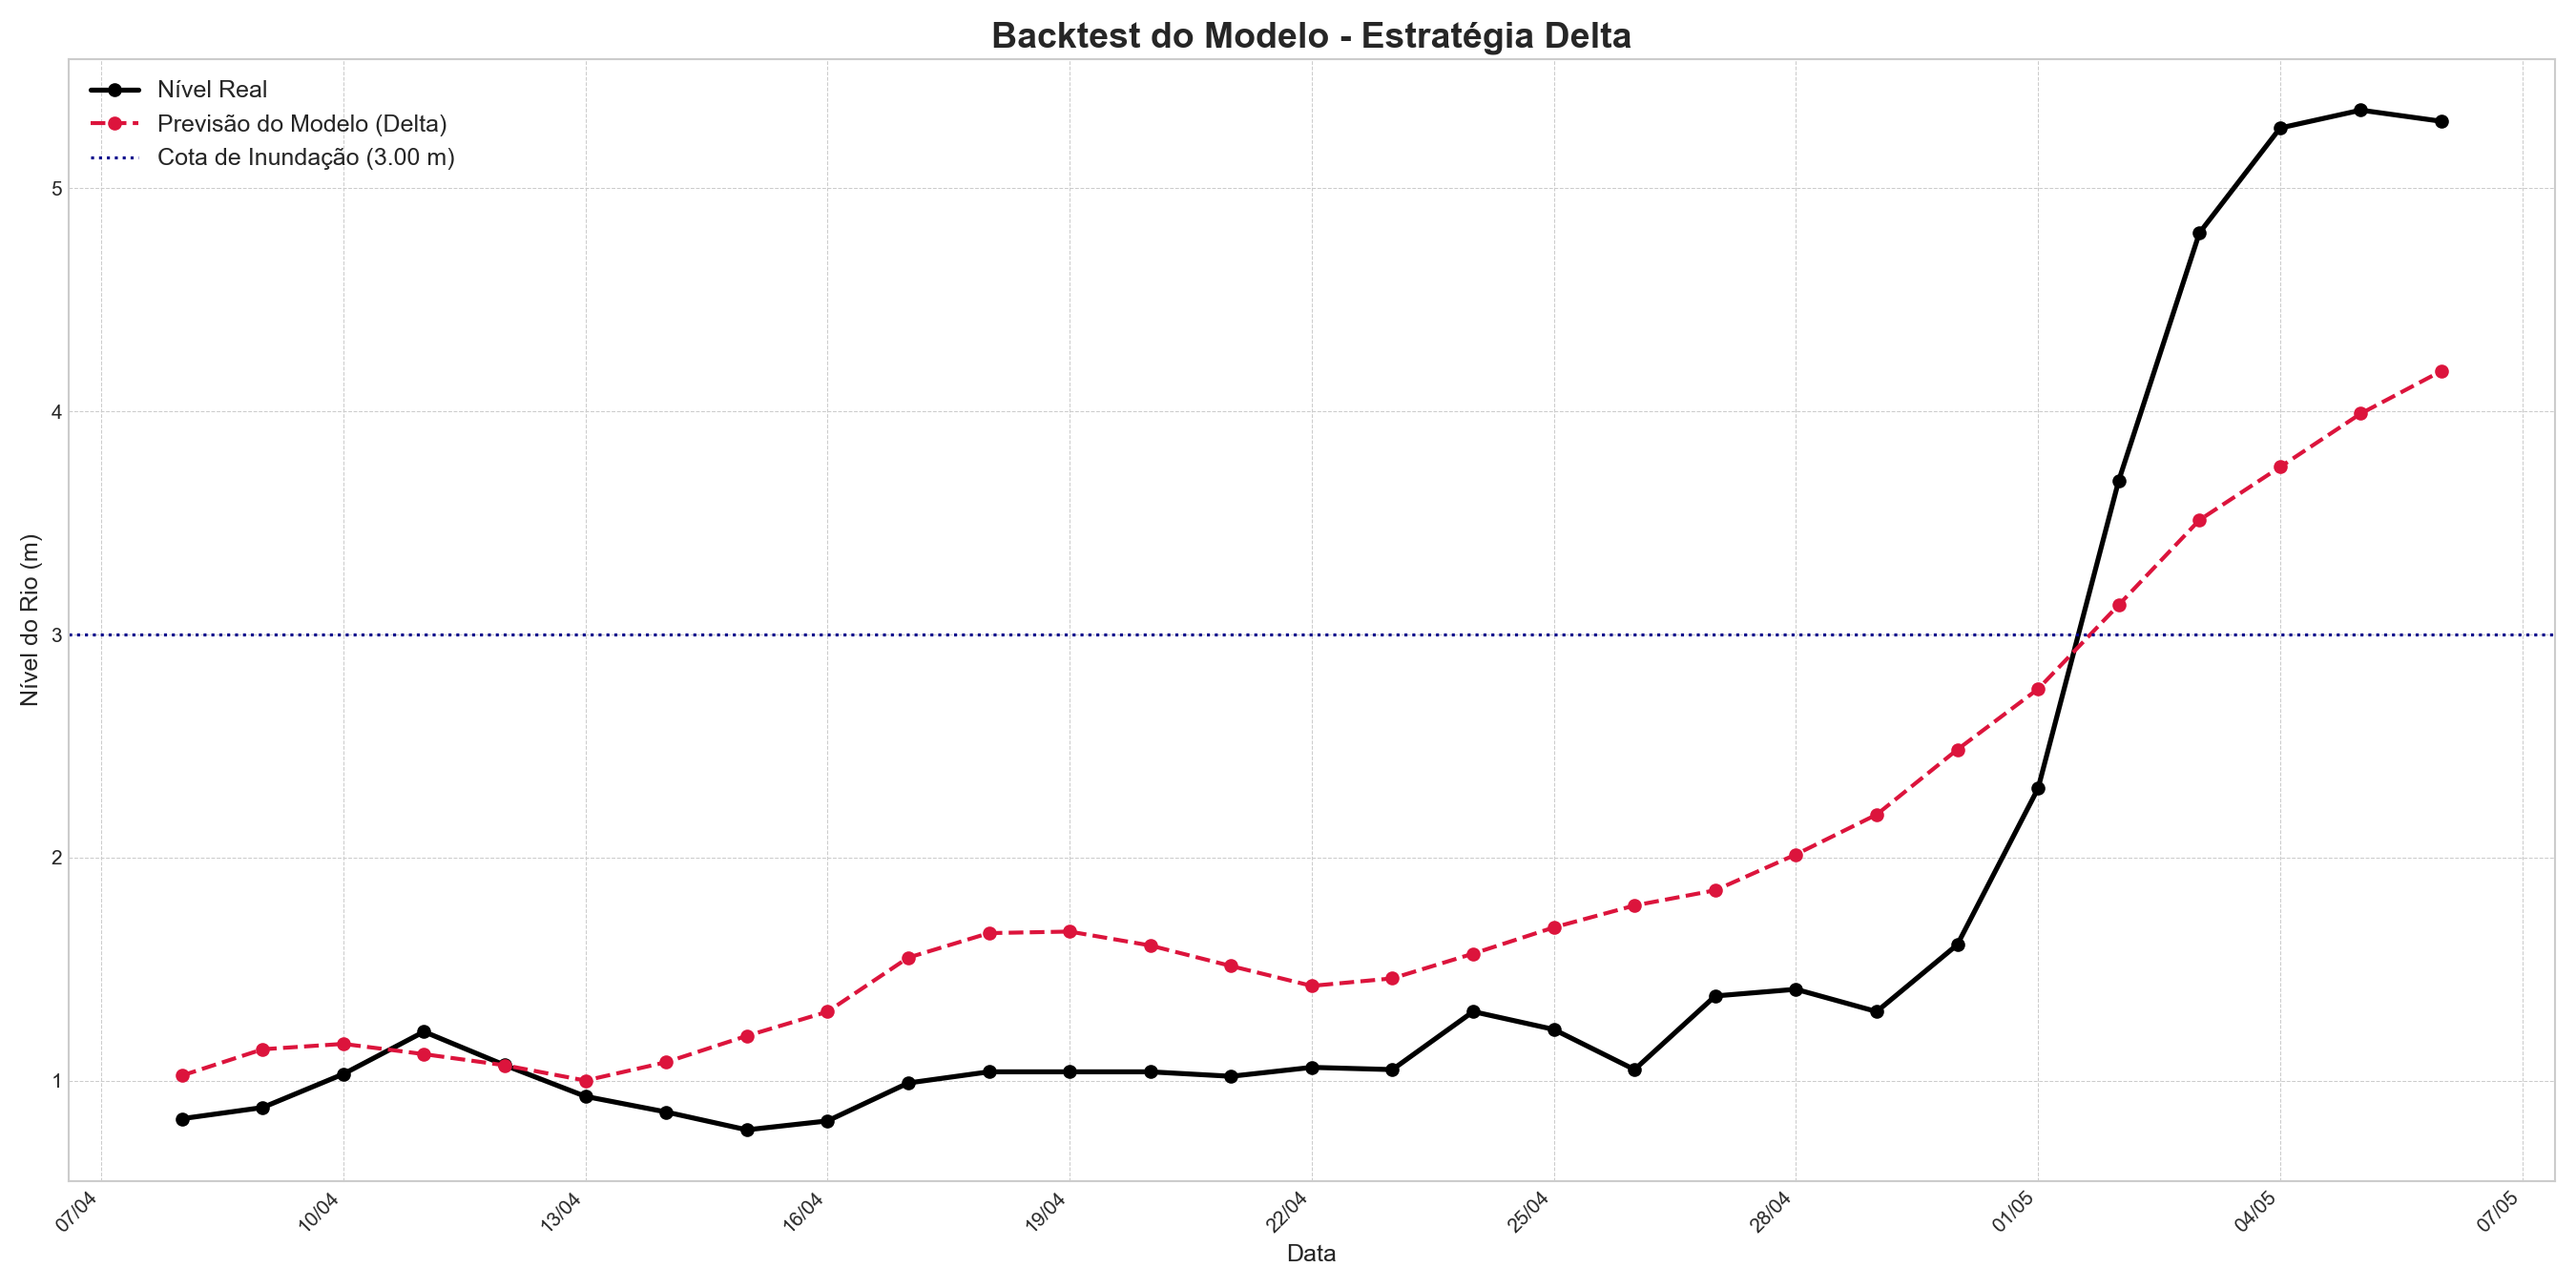 Backtest do Modelo - Estratégia Delta
Nível Real
Previsão do Modelo (Delta)
Cota de Inundação (3.00 m)
5
4
3
2
1
Nível do Rio (m)
07/04
10/04
13/04
16/04
19/04
22/04
25/04
28/04
01/05
04/05
07/05
Data